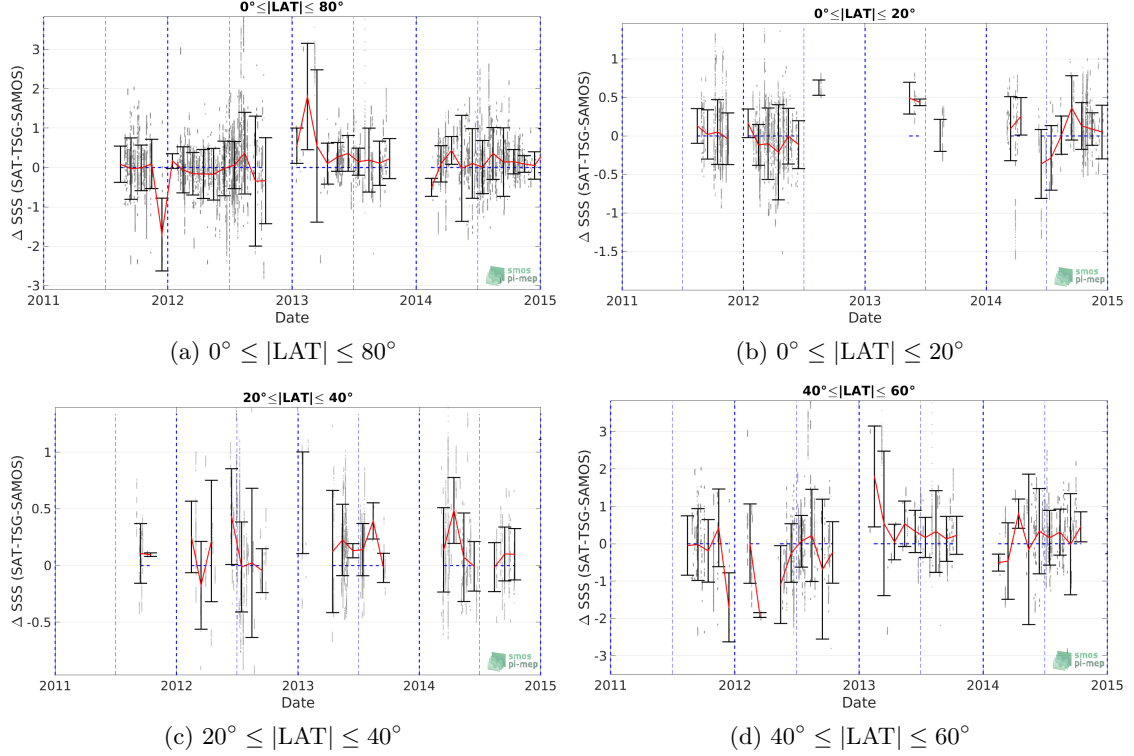 0°≤|LAT|≤ 80°
Δ SSS (SAT-TSG-SAMOS)
3
2
1
0
-1
-2
-3
2011
2012
2013
2014
2015
Date
smos
pi-mep
(a) 0° ≤ |LAT| ≤ 80°
0°≤|LAT|≤ 20°
Δ SSS (SAT-TSG-SAMOS)
1
0.5
0
-0.5
-1
-1.5
2011
2012
2013
2014
2015
Date
smos
pi-mep
(b) 0° ≤ |LAT| ≤ 20°
20°≤|LAT|≤ 40°
Δ SSS (SAT-TSG-SAMOS)
1
0.5
0
-0.5
2011
2012
2013
2014
2015
Date
smos
pi-mep
(c) 20° ≤ |LAT| ≤ 40°
40°≤|LAT|≤ 60°
Δ SSS (SAT-TSG-SAMOS)
3
2
1
0
-1
-2
-3
2011
2012
2013
2014
2015
Date
smos
pi-mep
(d) 40° ≤ |LAT| ≤ 60°